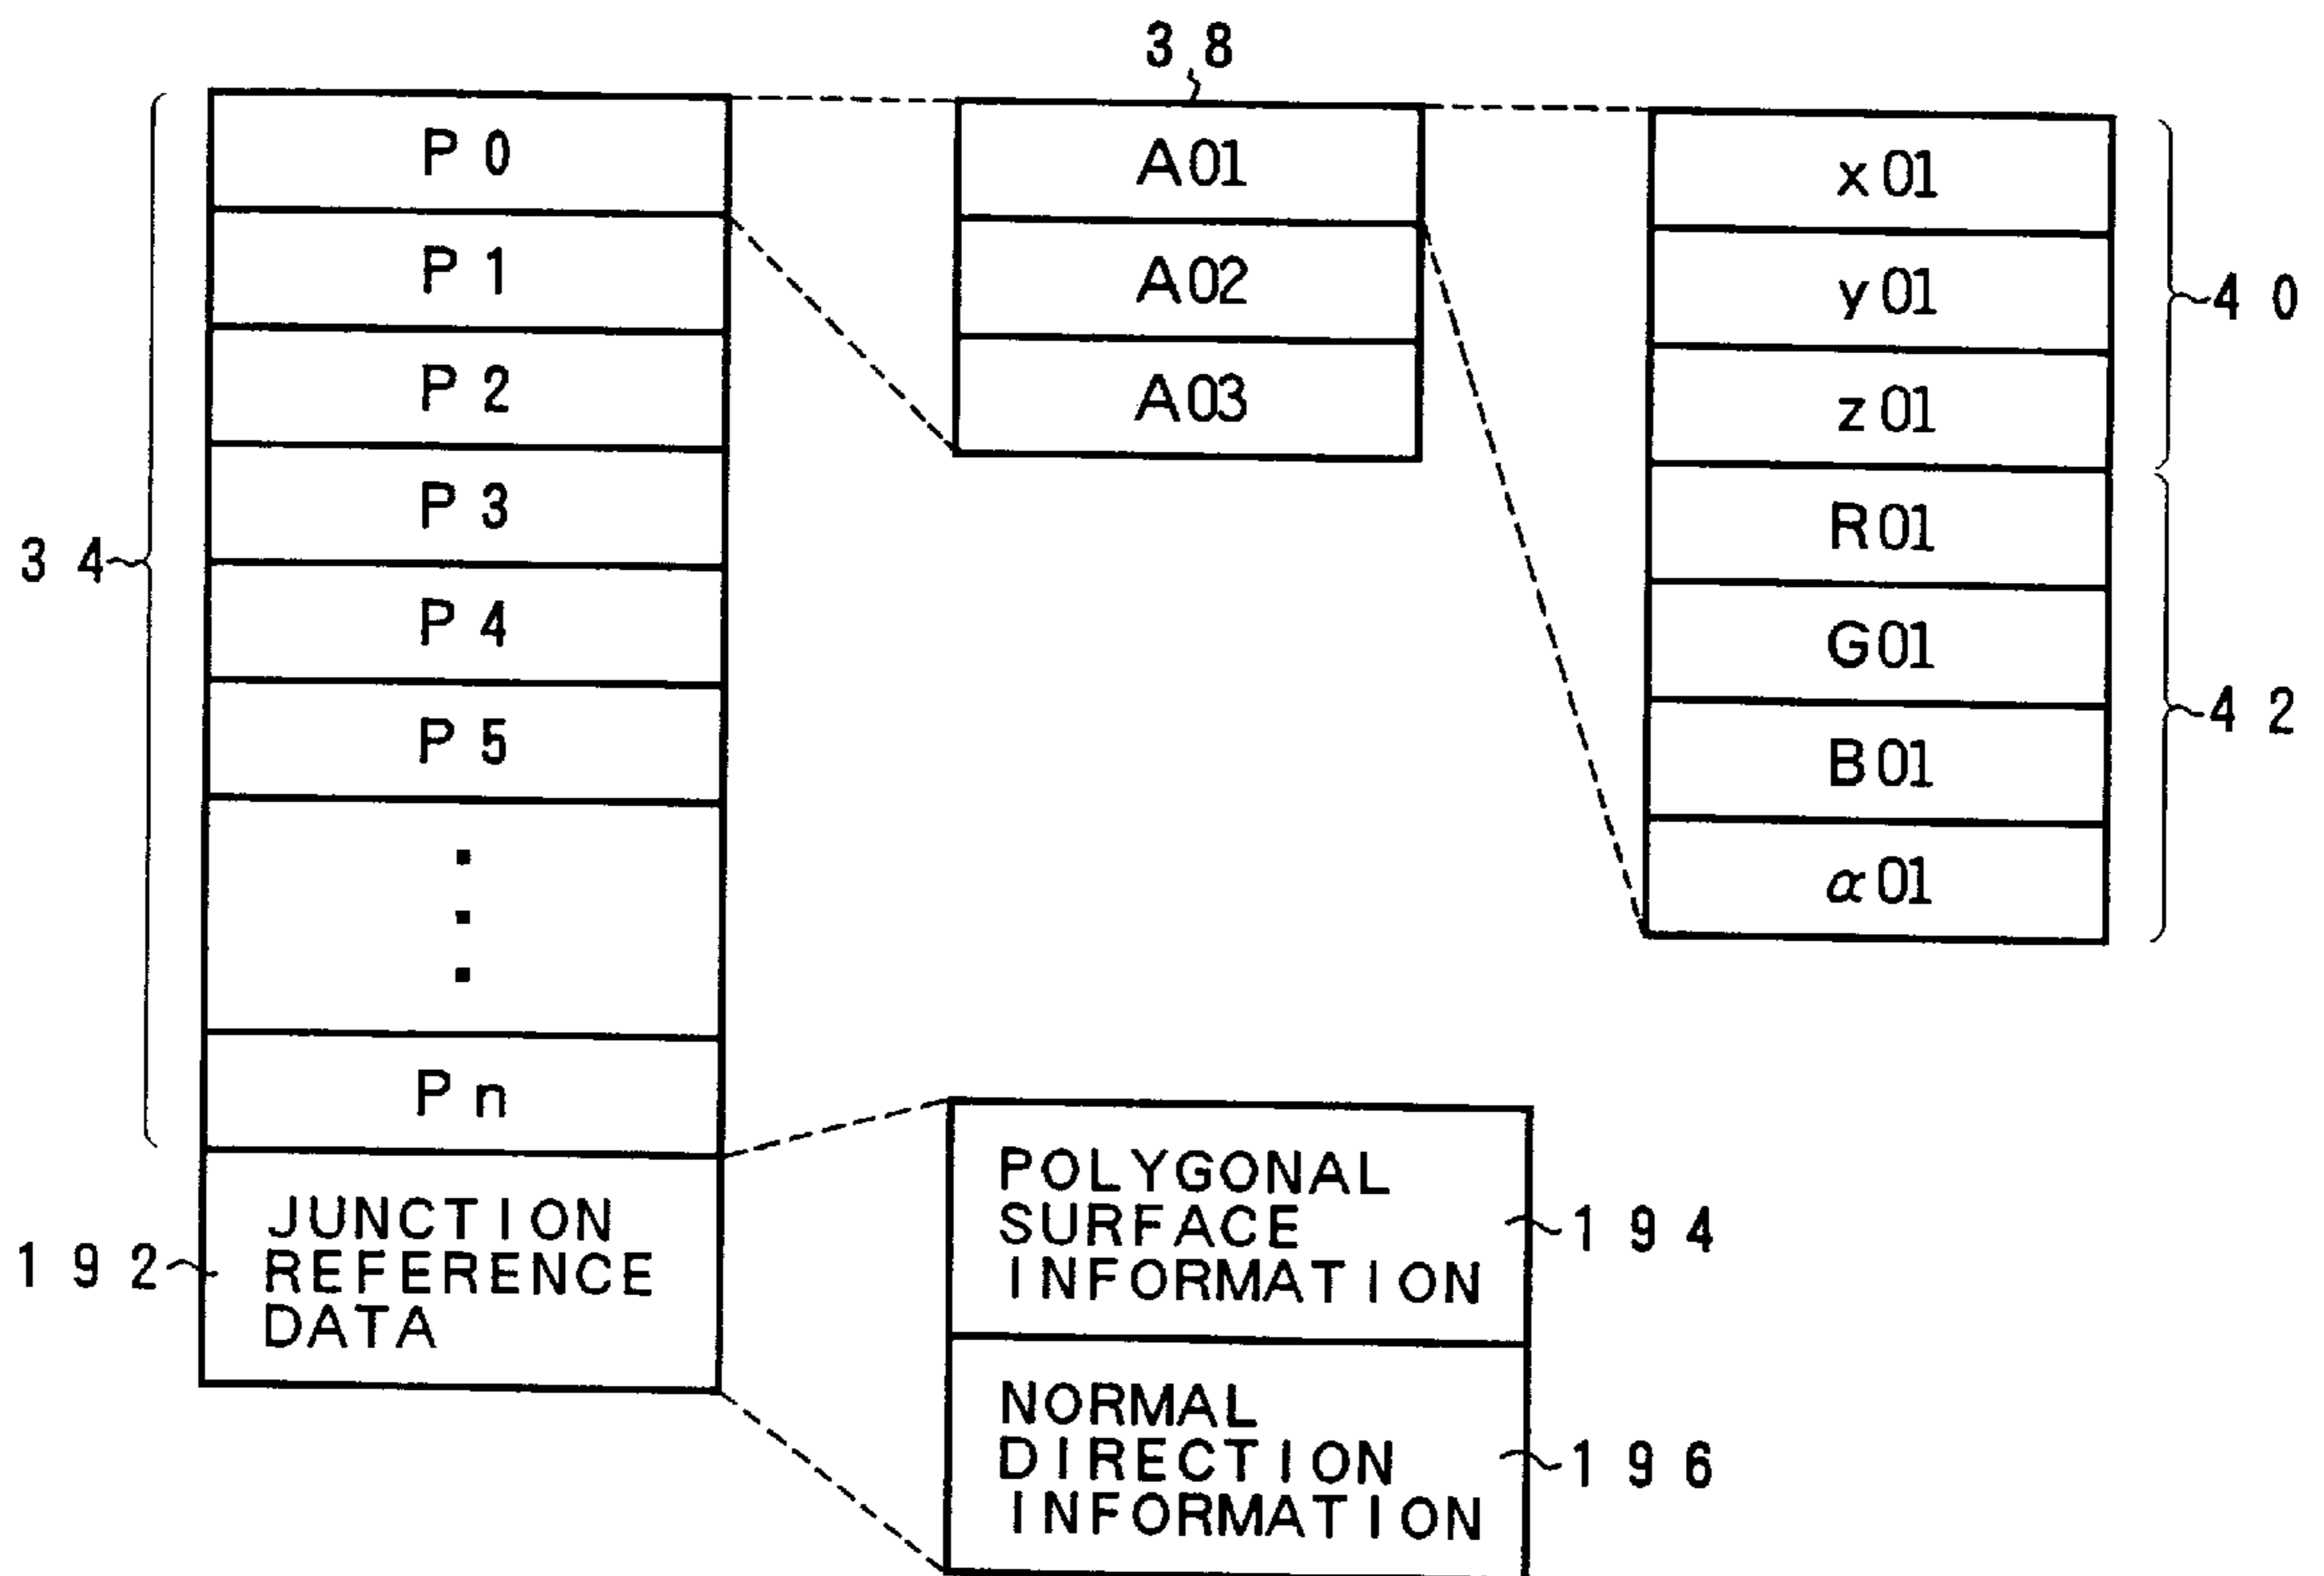 38
P0
P1
P2
P3
P4
P5
Pn
34
JUNCTION
REFERENCE
DATA
192
A01
A02
A03
x01
y01
z01
R01
G01
B01
α01
40
42
POLYGONAL
SURFACE
INFORMATION
194
NORMAL
DIRECTION
INFORMATION
196